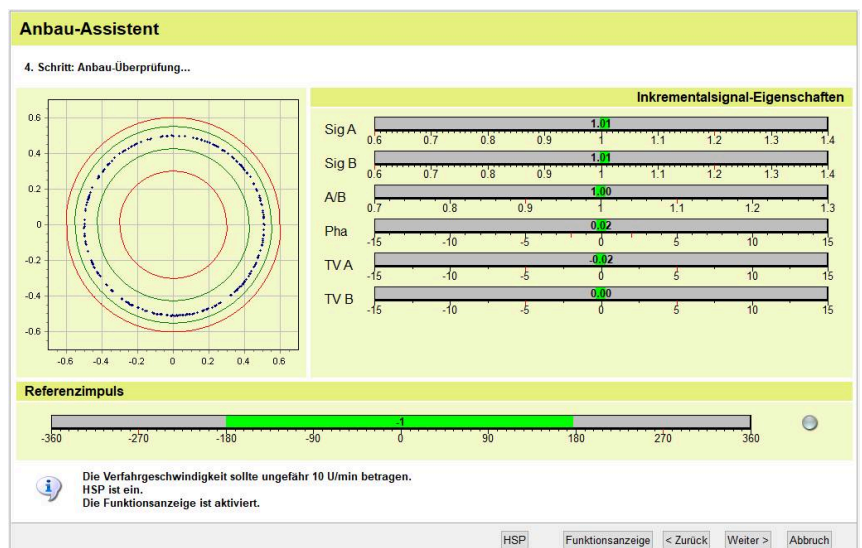 Anbau-Assistent
4. Schritt: Anbau-Überprüfung...
0.6
0.4
0.2
0
-0.2
-0.4
-0.6
-0.6 -0.4 -0.2 0 0.2 0.4 0.6
Inkrementalsignal-Eigenschaften
Sig A 1.01
0.6 0.7 0.8 0.9 1 1.1 1.2 1.3 1.4
Sig B 1.01
0.6 0.7 0.8 0.9 1 1.1 1.2 1.3 1.4
A/B 1.00
0.7 0.8 0.9 1 1.1 1.2 1.3
Pha 0.02
-15 -10 -5 0 5 10 15
TV A -0.02
-15 -10 -5 0 5 10 15
TV B 0.00
-15 -10 -5 0 5 10 15
Referenzimpuls
-1
-360 -270 -180 -90 0 90 180 270 360
Die Verfahrgeschwindigkeit sollte ungefähr 10 U/min betragen.
HSP ist ein.
Die Funktionsanzeige ist aktiviert.
HSP Funktionsanzeige < Zurück Weiter > Abbruch